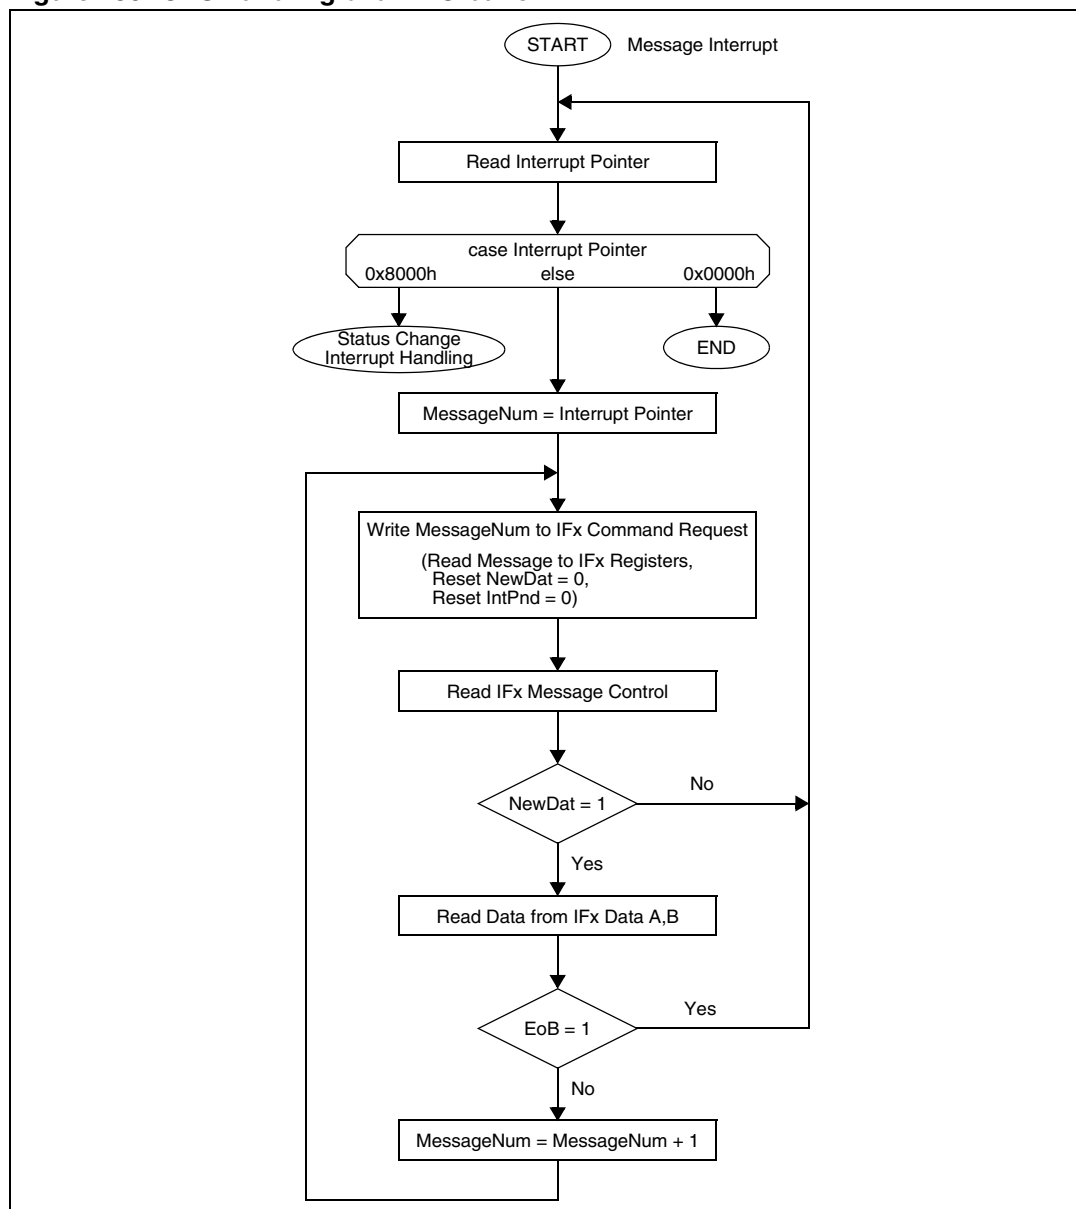 START Message Interrupt
Read Interrupt Pointer
case Interrupt Pointer
0x8000h else 0x0000h
Status Change
Interrupt Handling
END
MessageNum = Interrupt Pointer
Write MessageNum to IFx Command Request
(Read Message to IFx Registers,
Reset NewDat = 0,
Reset IntPnd = 0)
Read IFx Message Control
NewDat = 1
No
Yes
Read Data from IFx Data A,B
EoB = 1
Yes
No
MessageNum = MessageNum + 1